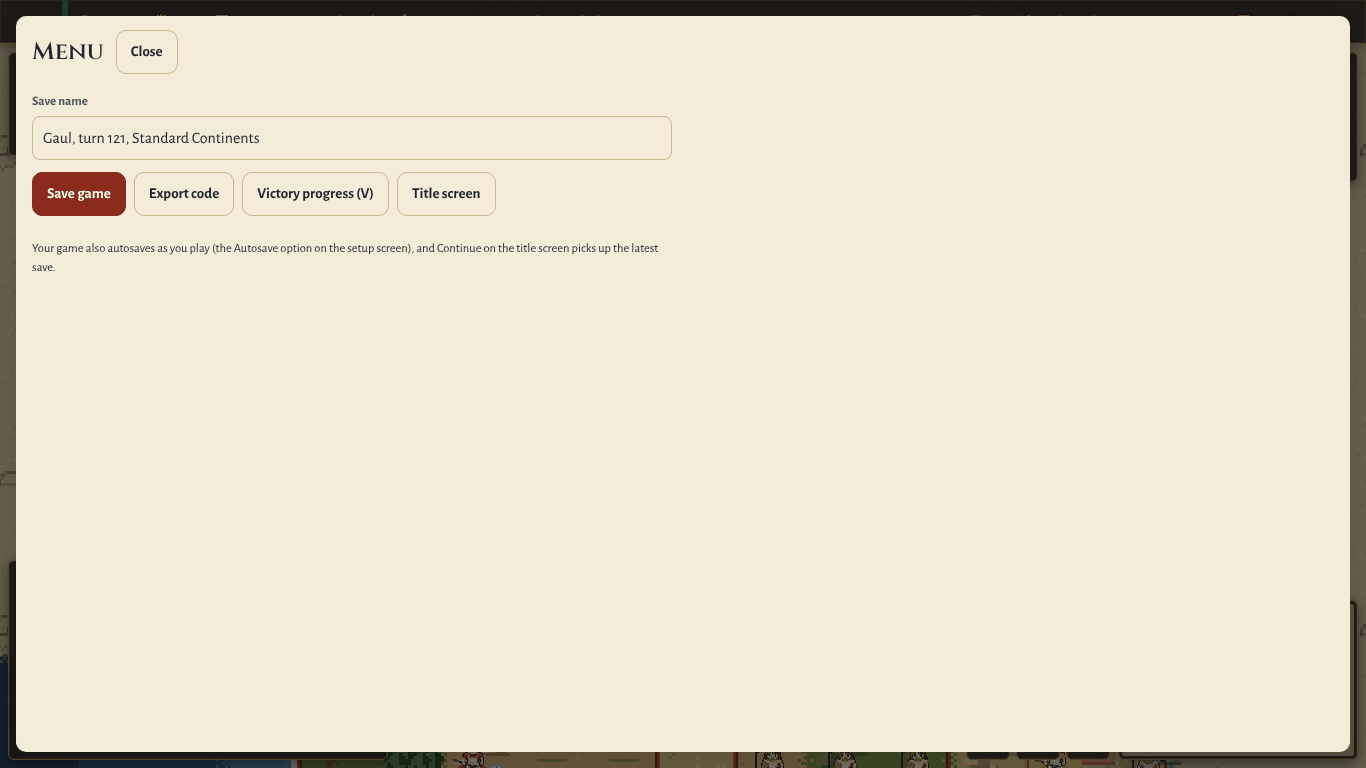 Menu
Close
Save name
Gaul, turn 121, Standard Continents
Save game
Export code
Victory progress (V)
Title screen
Your game also autosaves as you play (the Autosave option on the setup screen), and Continue on the title screen picks up the latest
save.